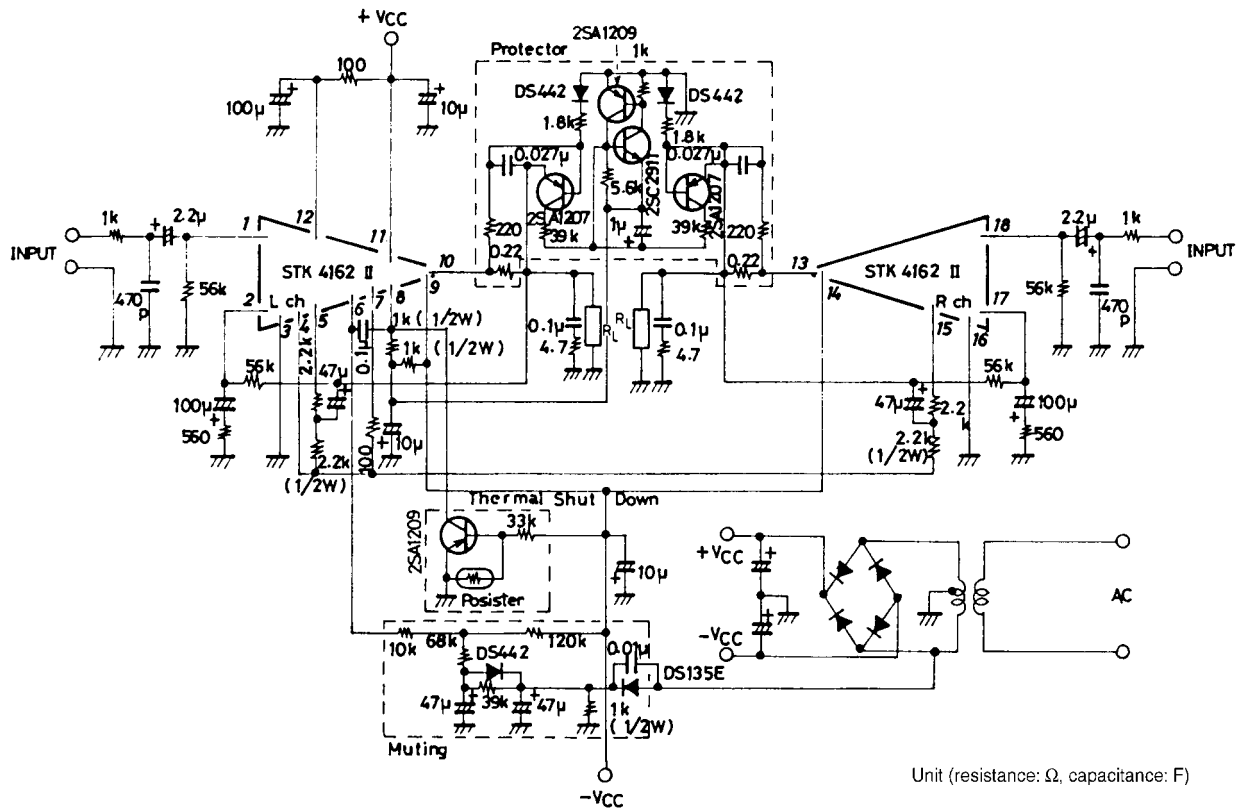 +VCC
2SA1209
Protector
1k
100
100μ
10μ
DS442
DS442
1.8k
1.8k
0.027μ
0.027μ
2SC2911
5.6k
2SA1207
2SA1207
39k
1μ
39k
220
220
0.22
0.22
1k
2.2μ
1
12
11
10
9
INPUT
STK 4162 II
470p
56k
2
L ch
3
4
5
6
7
8
13
14
STK 4162 II
R ch
15
16
17
18
2.2μ
1k
INPUT
56k
470p
1k (1/2W)
1k (1/2W)
0.1μ
2.2k
0.1μ
4.7
RL
RL
0.1μ
4.7
56k
47μ
100μ
560
2.2k
(1/2W)
100
10μ
56k
47μ
2.2k
2.2k
(1/2W)
100μ
560
Thermal Shut Down
2SA1209
33k
Posister
10μ
+VCC
-VCC
AC
10k
68k
120k
DS442
0.01μ
DS135E
47μ
39k
47μ
1k
(1/2W)
Muting
-VCC
Unit (resistance: Ω, capacitance: F)